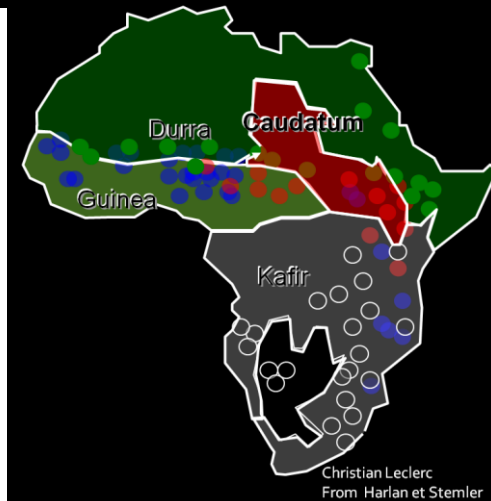 Durra
Caudatum
Guinea
Kafir
Christian Leclerc
From Harlan et Stemler